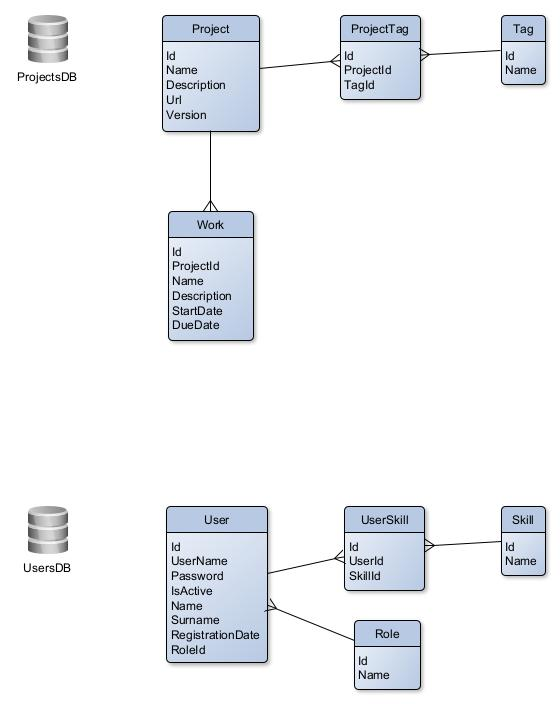 ProjectsDB
Project
Id
Name
Description
Url
Version
ProjectTag
Id
ProjectId
TagId
Tag
Id
Name
Work
Id
ProjectId
Name
Description
StartDate
DueDate
UsersDB
User
Id
UserName
Password
IsActive
Name
Surname
RegistrationDate
RoleId
UserSkill
Id
UserId
SkillId
Skill
Id
Name
Role
Id
Name